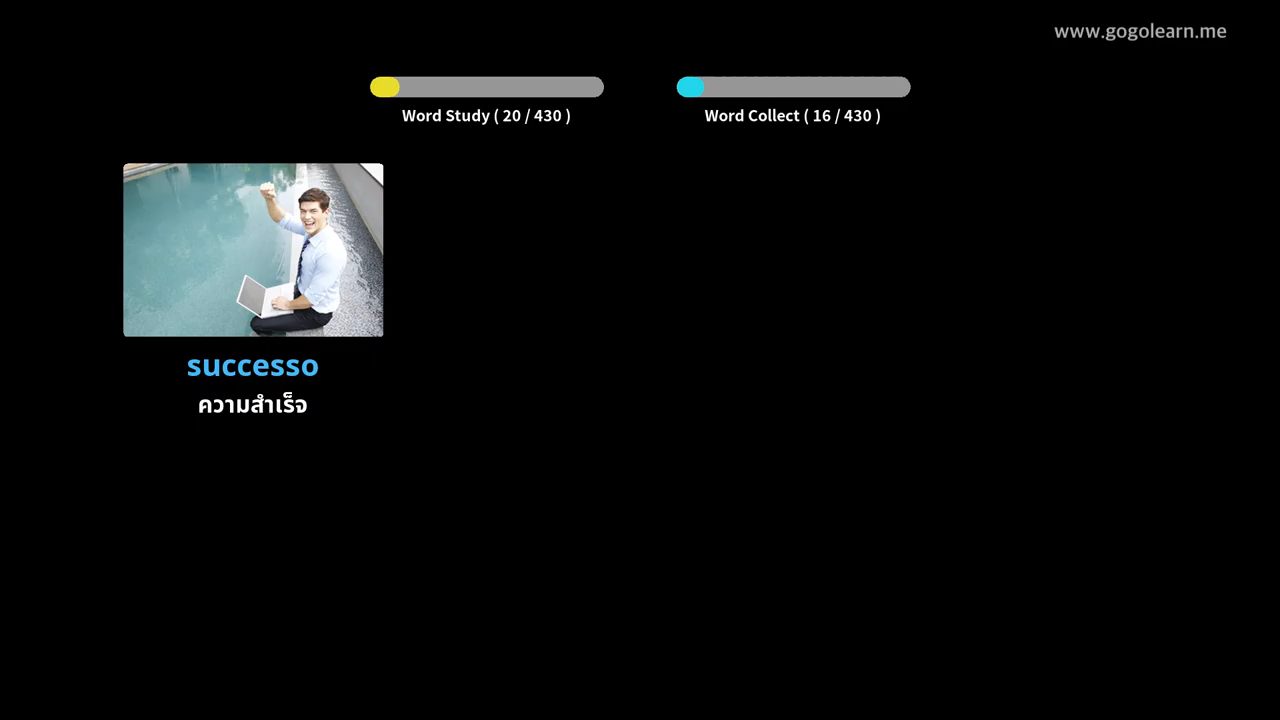 www.gogolearn.me
Word Study ( 20 / 430 )
Word Collect ( 16 / 430 )
successo
ความสำเร็จ